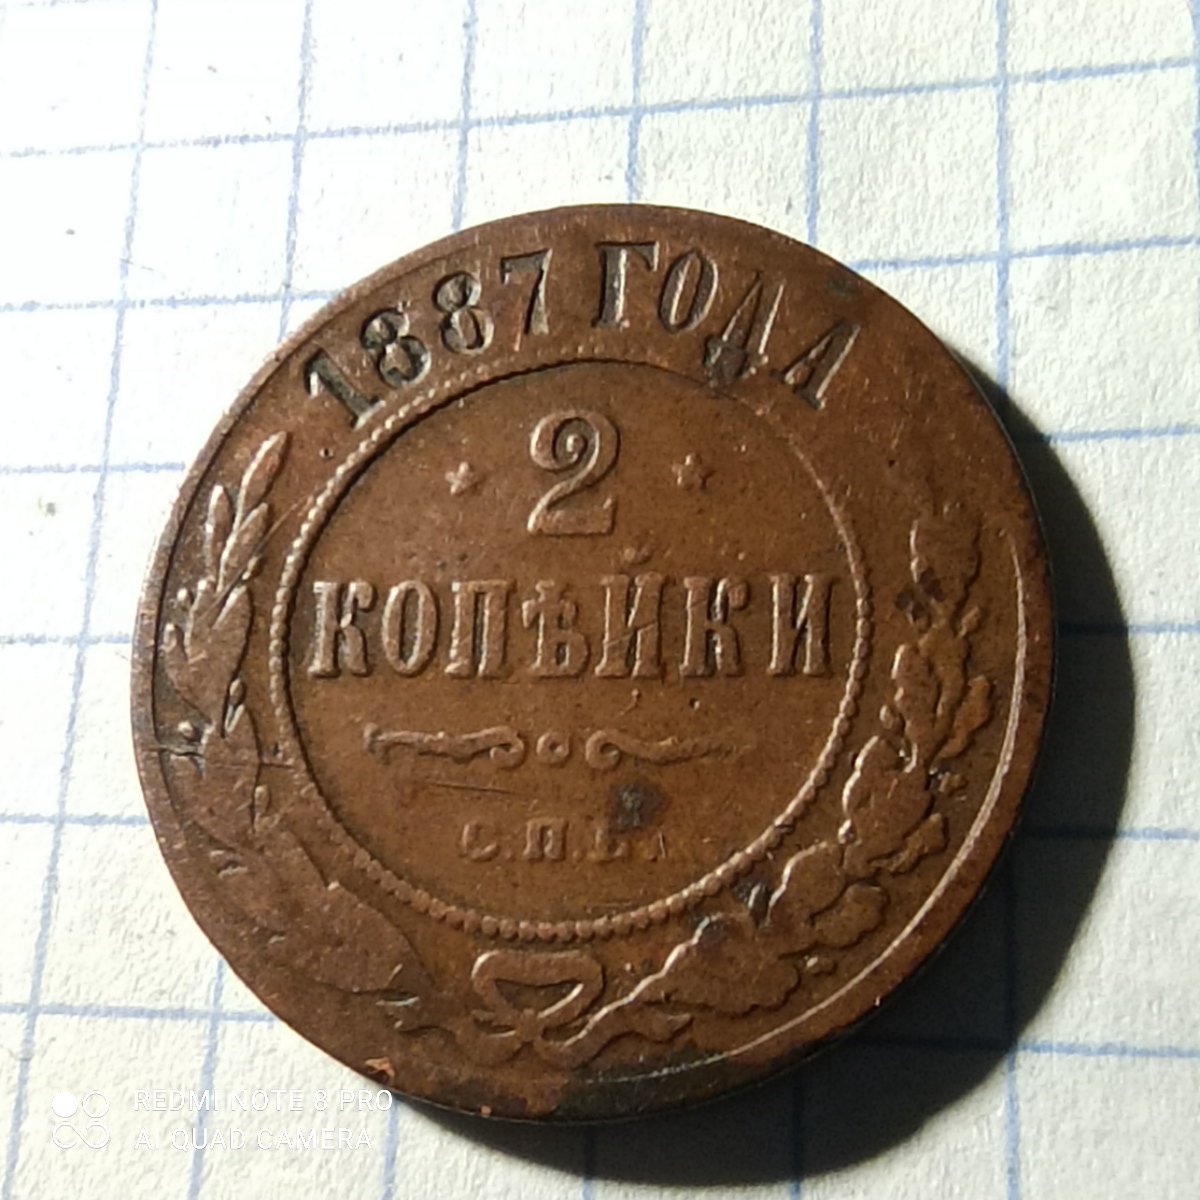 1887 ГОДА
2
КОПѢЙКИ
С.П.Б.
REDMI NOTE 8 PRO
AI QUAD CAMERA